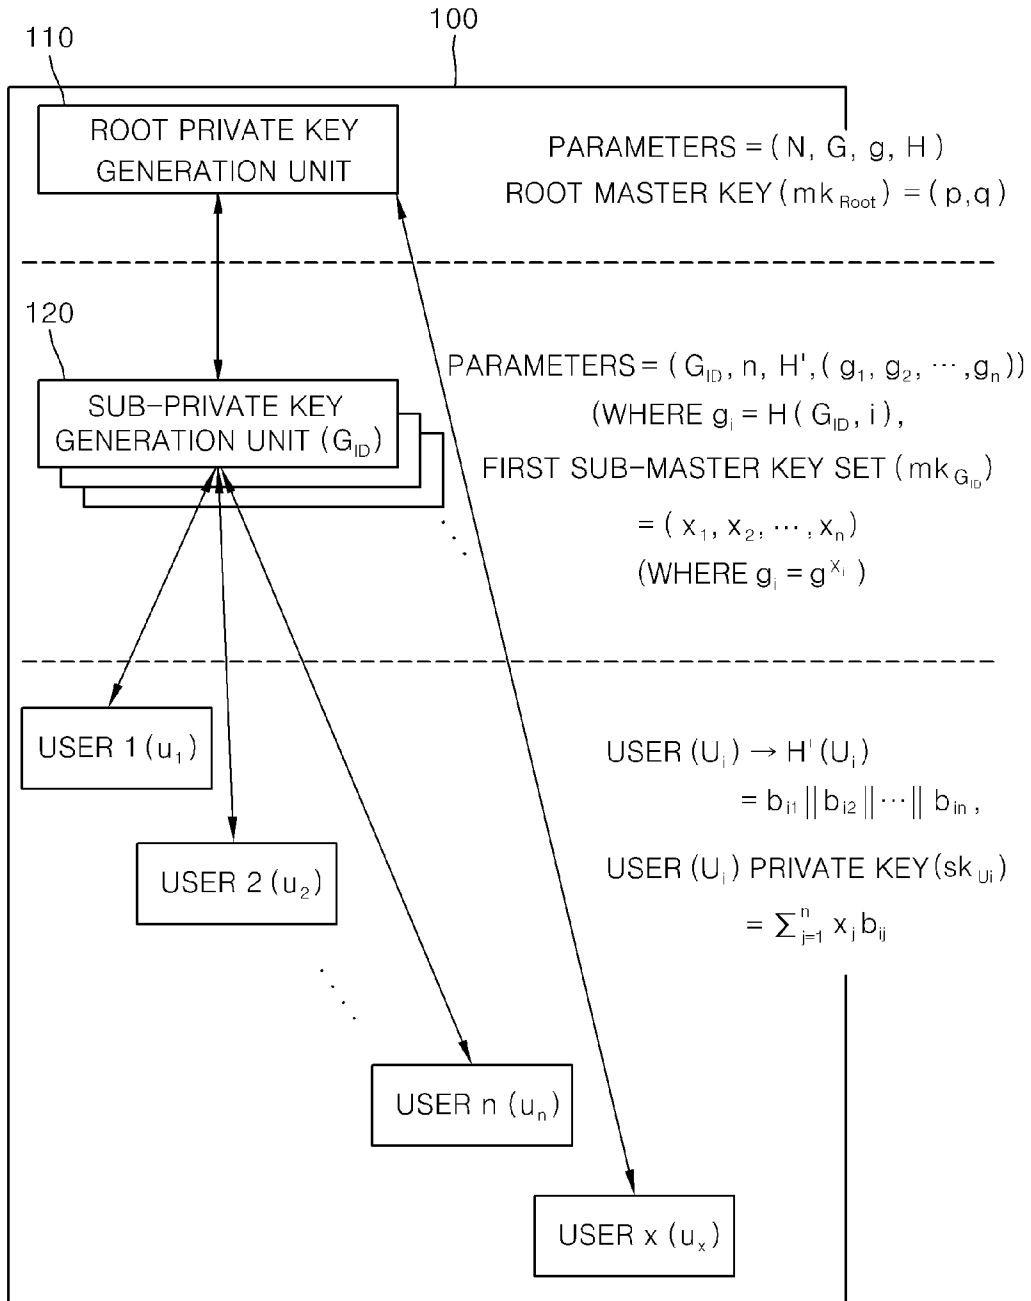 100
110
ROOT PRIVATE KEY
GENERATION UNIT
PARAMETERS = (N, G, g, H)
ROOT MASTER KEY (mk_Root) = (p,q)
120
SUB-PRIVATE KEY
GENERATION UNIT (G_ID)
PARAMETERS = (G_ID, n, H', (g_1, g_2, ⋯, g_n))
(WHERE g_i = H(G_ID, i),
FIRST SUB-MASTER KEY SET (mk_G_ID)
= (x_1, x_2, ⋯, x_n)
(WHERE g_i = g^x_i)
USER 1 (u_1)
USER 2 (u_2)
USER n (u_n)
USER x (u_x)
USER (U_i) → H'(U_i)
= b_i1 || b_i2 || ⋯ || b_in,
USER (U_i) PRIVATE KEY (sk_Ui)
= ∑_{j=1}^{n} x_j b_ij